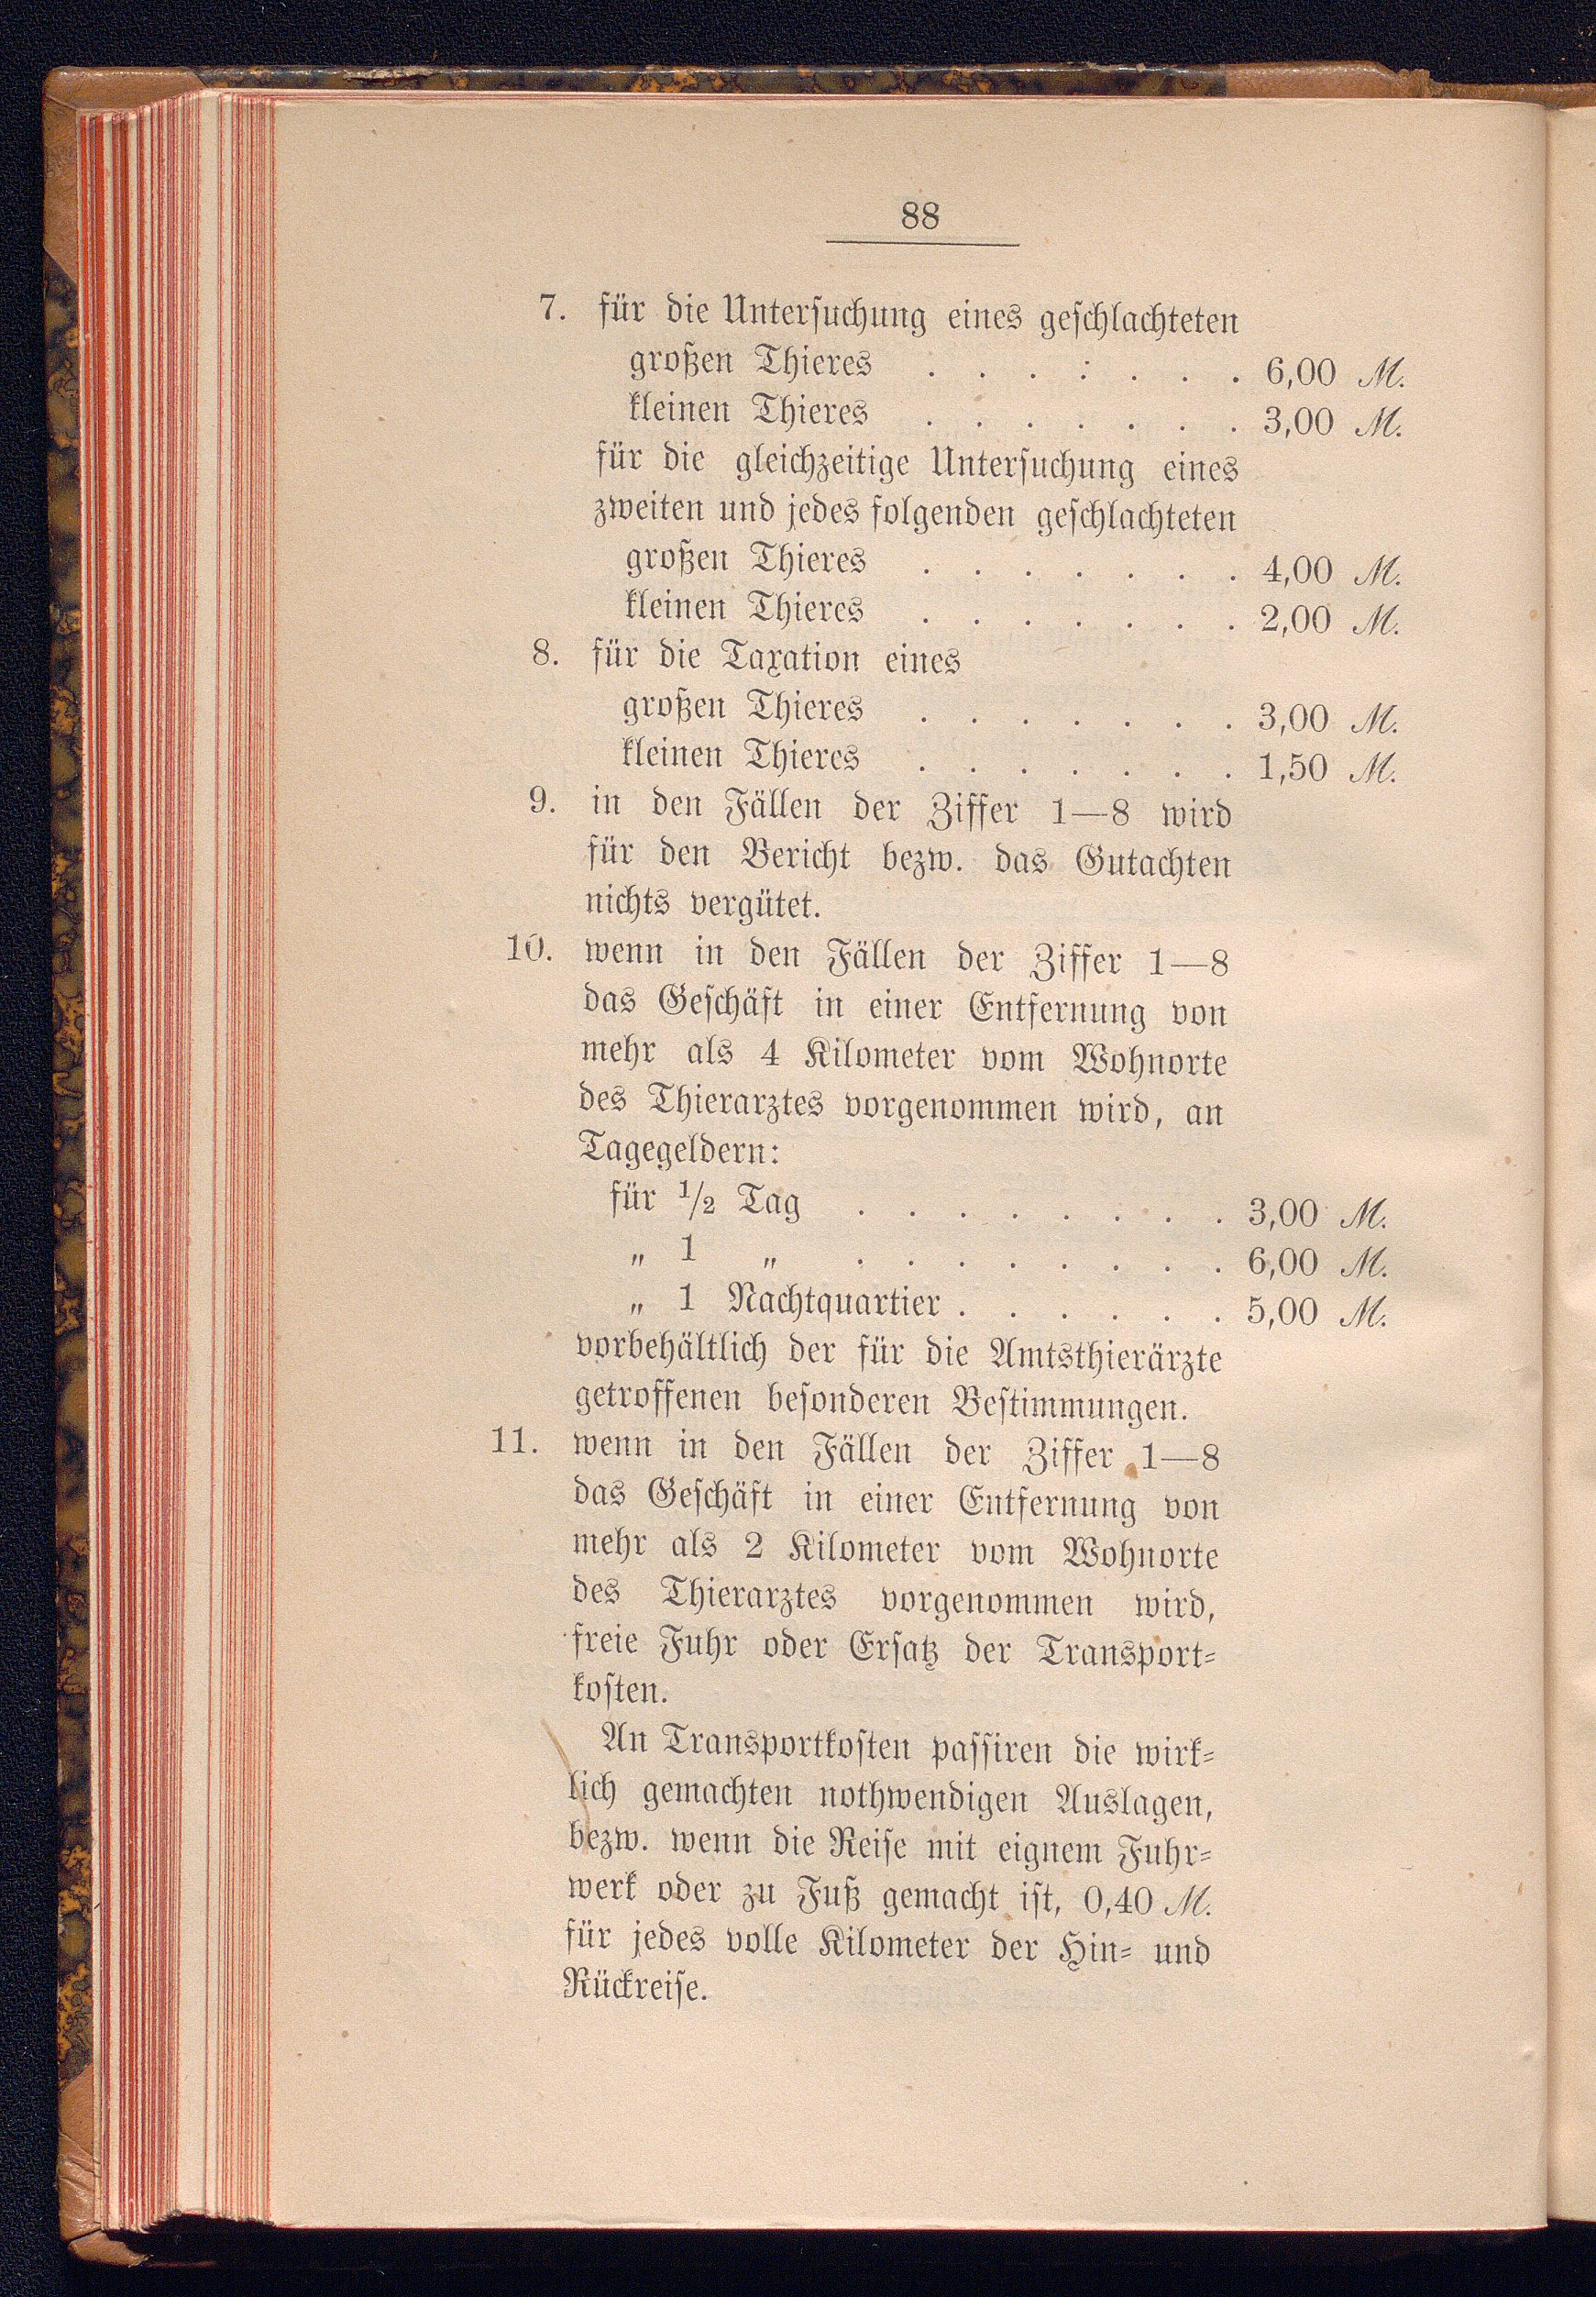 88
7. für die Untersuchung eines geschlachteten
großen Thieres . . . : . . . 6,00 M.
kleinen Thieres . . . . . . . 3,00 M.
für die gleichzeitige Untersuchung eines
zweiten und jedes folgenden geschlachteten
großen Thieres . . . . . . . 4,00 M.
kleinen Thieres . . . . . . . 2,00 M.
8. für die Taxation eines
großen Thieres . . . . . . . 3,00 M.
kleinen Thieres . . . . . . . 1,50 M.
9. in den Fällen der Ziffer 1—8 wird
für den Bericht bezw. das Gutachten
nichts vergütet.
10. wenn in den Fällen der Ziffer 1—8
das Geschäft in einer Entfernung von
mehr als 4 Kilometer vom Wohnorte
des Thierarztes vorgenommen wird, an
Tagegeldern:
für 1/2 Tag . . . . . . . . 3,00 M.
„ 1 „ . . . . . . . . 6,00 M.
„ 1 Nachtquartier . . . . . . 5,00 M.
vorbehältlich der für die Amtsthierärzte
getroffenen besonderen Bestimmungen.
11. wenn in den Fällen der Ziffer 1—8
das Geschäft in einer Entfernung von
mehr als 2 Kilometer vom Wohnorte
des Thierarztes vorgenommen wird,
freie Fuhr oder Ersatz der Transport-
kosten.
An Transportkosten passiren die wirk-
lich gemachten nothwendigen Auslagen,
bezw. wenn die Reise mit eignem Fuhr-
werk oder zu Fuß gemacht ist, 0,40 M.
für jedes volle Kilometer der Hin- und
Rückreise.